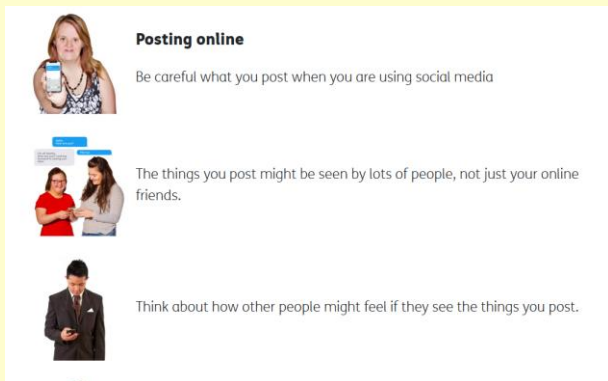 Posting online
Be careful what you post when you are using social media
The things you post might be seen by lots of people, not just your online
friends.
Think about how other people might feel if they see the things you post.